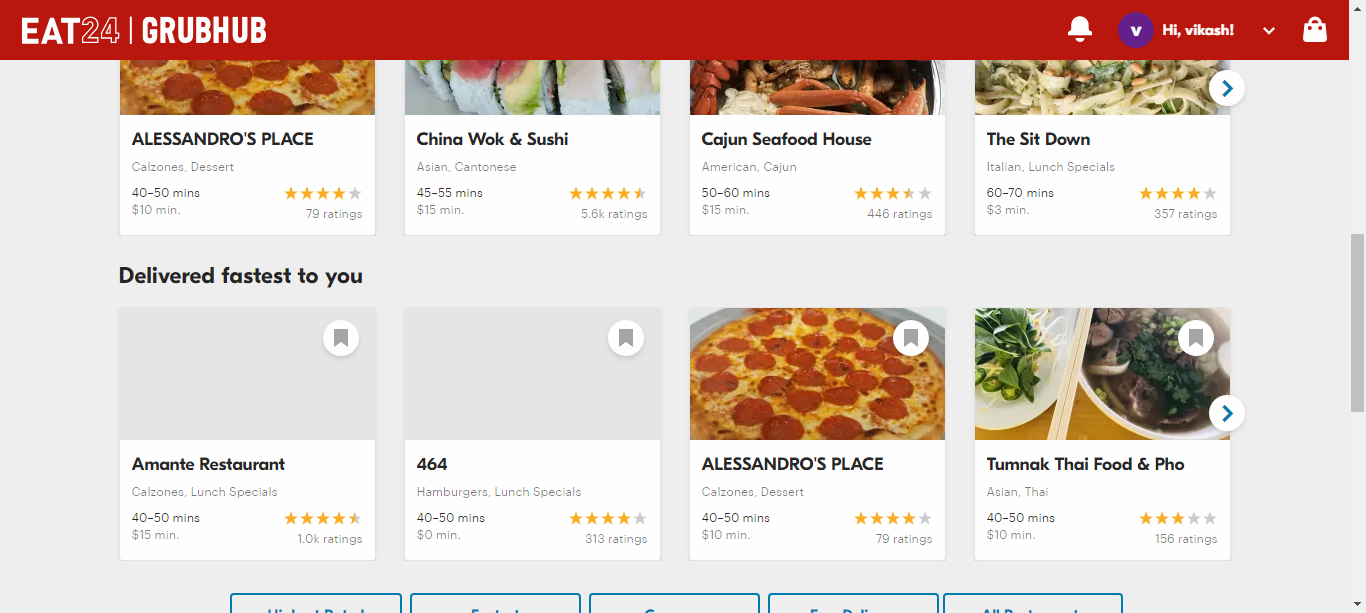 EAT24 | GRUBHUB
v Hi, vikash!
ALESSANDRO'S PLACE
Calzones, Dessert
40–50 mins
$10 min.
79 ratings
China Wok & Sushi
Asian, Cantonese
45–55 mins
$15 min.
5.6k ratings
Cajun Seafood House
American, Cajun
50–60 mins
$15 min.
446 ratings
The Sit Down
Italian, Lunch Specials
60–70 mins
$3 min.
357 ratings
Delivered fastest to you
Amante Restaurant
Calzones, Lunch Specials
40–50 mins
$15 min.
1.0k ratings
464
Hamburgers, Lunch Specials
40–50 mins
$0 min.
313 ratings
ALESSANDRO'S PLACE
Calzones, Dessert
40–50 mins
$10 min.
79 ratings
Tumnak Thai Food & Pho
Asian, Thai
40–50 mins
$10 min.
156 ratings